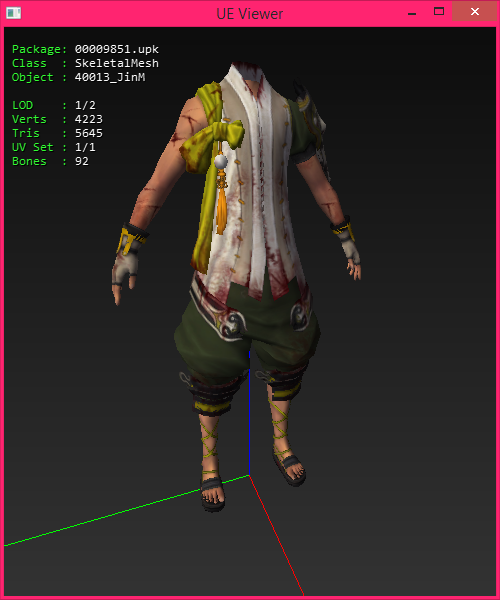 UE Viewer
Package: 00009851.upk
Class  : SkeletalMesh
Object : 40013_JinM
LOD    : 1/2
Verts  : 4223
Tris   : 5645
UV Set : 1/1
Bones  : 92